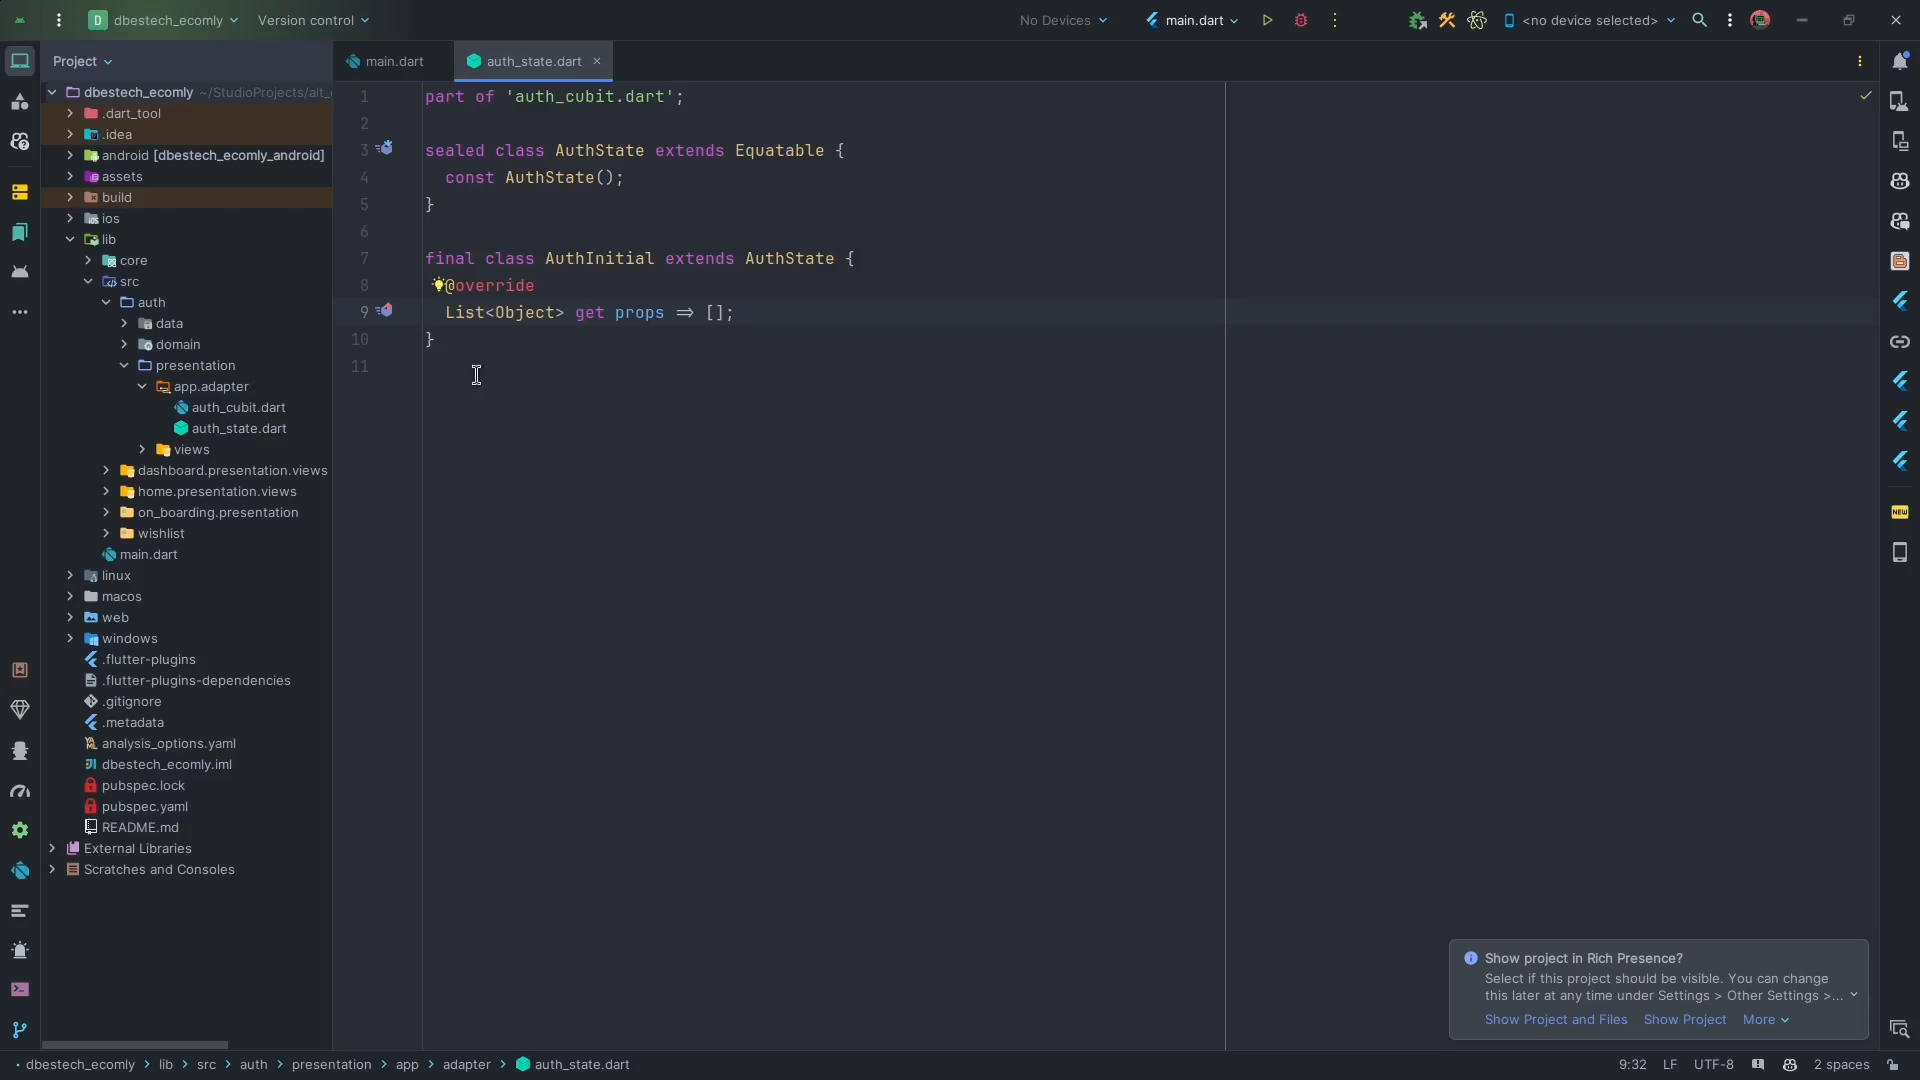 D dbestech_ecomly
Version control
No Devices
main.dart
<no device selected>
Project
main.dart
auth_state.dart
dbestech_ecomly ~/StudioProjects/alt_
.dart_tool
.idea
android [dbestech_ecomly_android]
assets
build
ios
lib
core
src
auth
data
domain
presentation
app.adapter
auth_cubit.dart
auth_state.dart
views
dashboard.presentation.views
home.presentation.views
on_boarding.presentation
wishlist
main.dart
linux
macos
web
windows
.flutter-plugins
.flutter-plugins-dependencies
.gitignore
.metadata
analysis_options.yaml
dbestech_ecomly.iml
pubspec.lock
pubspec.yaml
README.md
External Libraries
Scratches and Consoles
1 part of 'auth_cubit.dart';
2
3 sealed class AuthState extends Equatable {
4 const AuthState();
5 }
6
7 final class AuthInitial extends AuthState {
8 @override
9 List<Object> get props => [];
10 }
11
NEW
Show project in Rich Presence?
Select if this project should be visible. You can change
this later at any time under Settings > Other Settings >...
Show Project and Files Show Project More
dbestech_ecomly > lib > src > auth > presentation > app > adapter > auth_state.dart
9:32 LF UTF-8 2 spaces